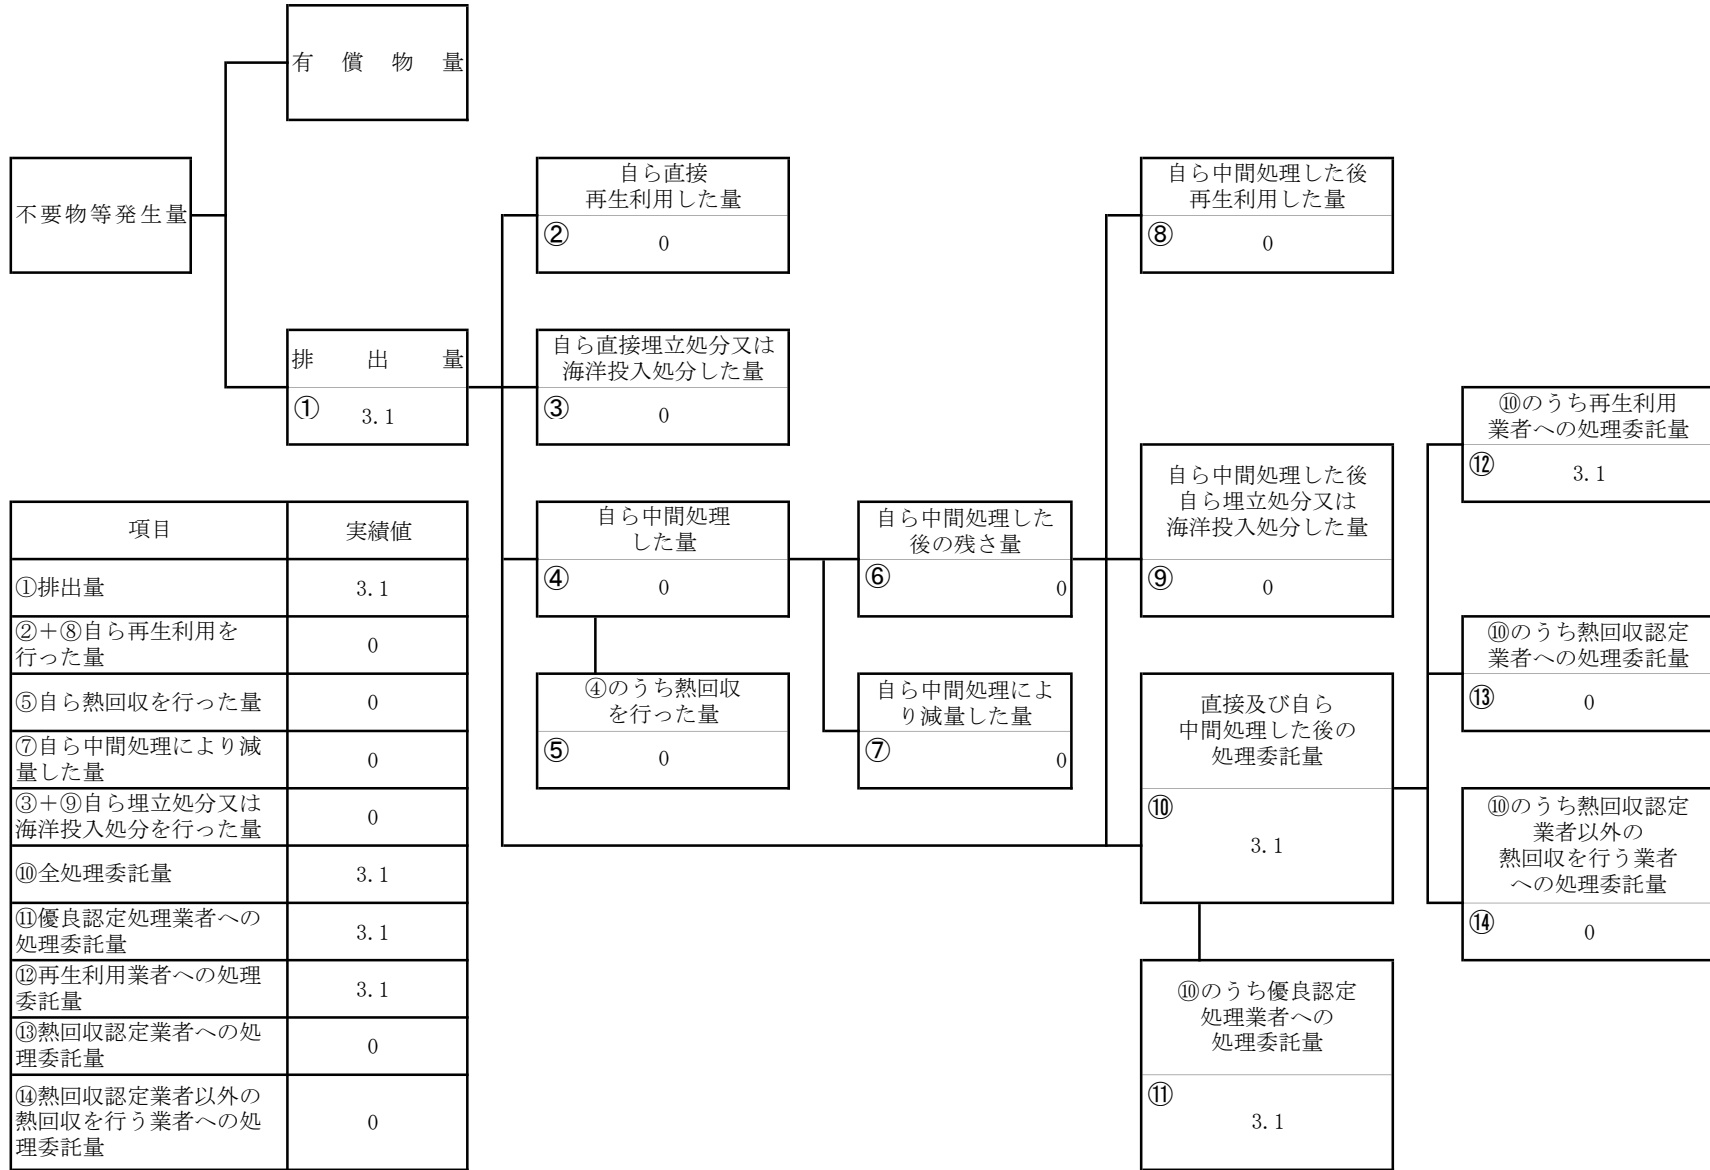 有償物量
不要物等発生量
排出量
①
3.1
自ら直接
再生利用した量
②
0
自ら直接埋立処分又は
海洋投入処分した量
③
0
自ら中間処理
した量
④
0
④のうち熱回収
を行った量
⑤
0
自ら中間処理した
後の残さ量
⑥
0
自ら中間処理によ
り減量した量
⑦
0
自ら中間処理した後
再生利用した量
⑧
0
自ら中間処理した後
自ら埋立処分又は
海洋投入処分した量
⑨
0
直接及び自ら
中間処理した後の
処理委託量
⑩
3.1
⑩のうち優良認定
処理業者への
処理委託量
⑪
3.1
⑩のうち再生利用
業者への処理委託量
⑫
3.1
⑩のうち熱回収認定
業者への処理委託量
⑬
0
⑩のうち熱回収認定
業者以外の
熱回収を行う業者
への処理委託量
⑭
0
項目 実績値
①排出量 3.1
②+⑧自ら再生利用を
行った量
0
⑤自ら熱回収を行った量 0
⑦自ら中間処理により減
量した量
0
③+⑨自ら埋立処分又は
海洋投入処分を行った量
0
⑩全処理委託量 3.1
⑪優良認定処理業者への
処理委託量
3.1
⑫再生利用業者への処理
委託量
3.1
⑬熱回収認定業者への処
理委託量
0
⑭熱回収認定業者以外の
熱回収を行う業者への処
理委託量
0